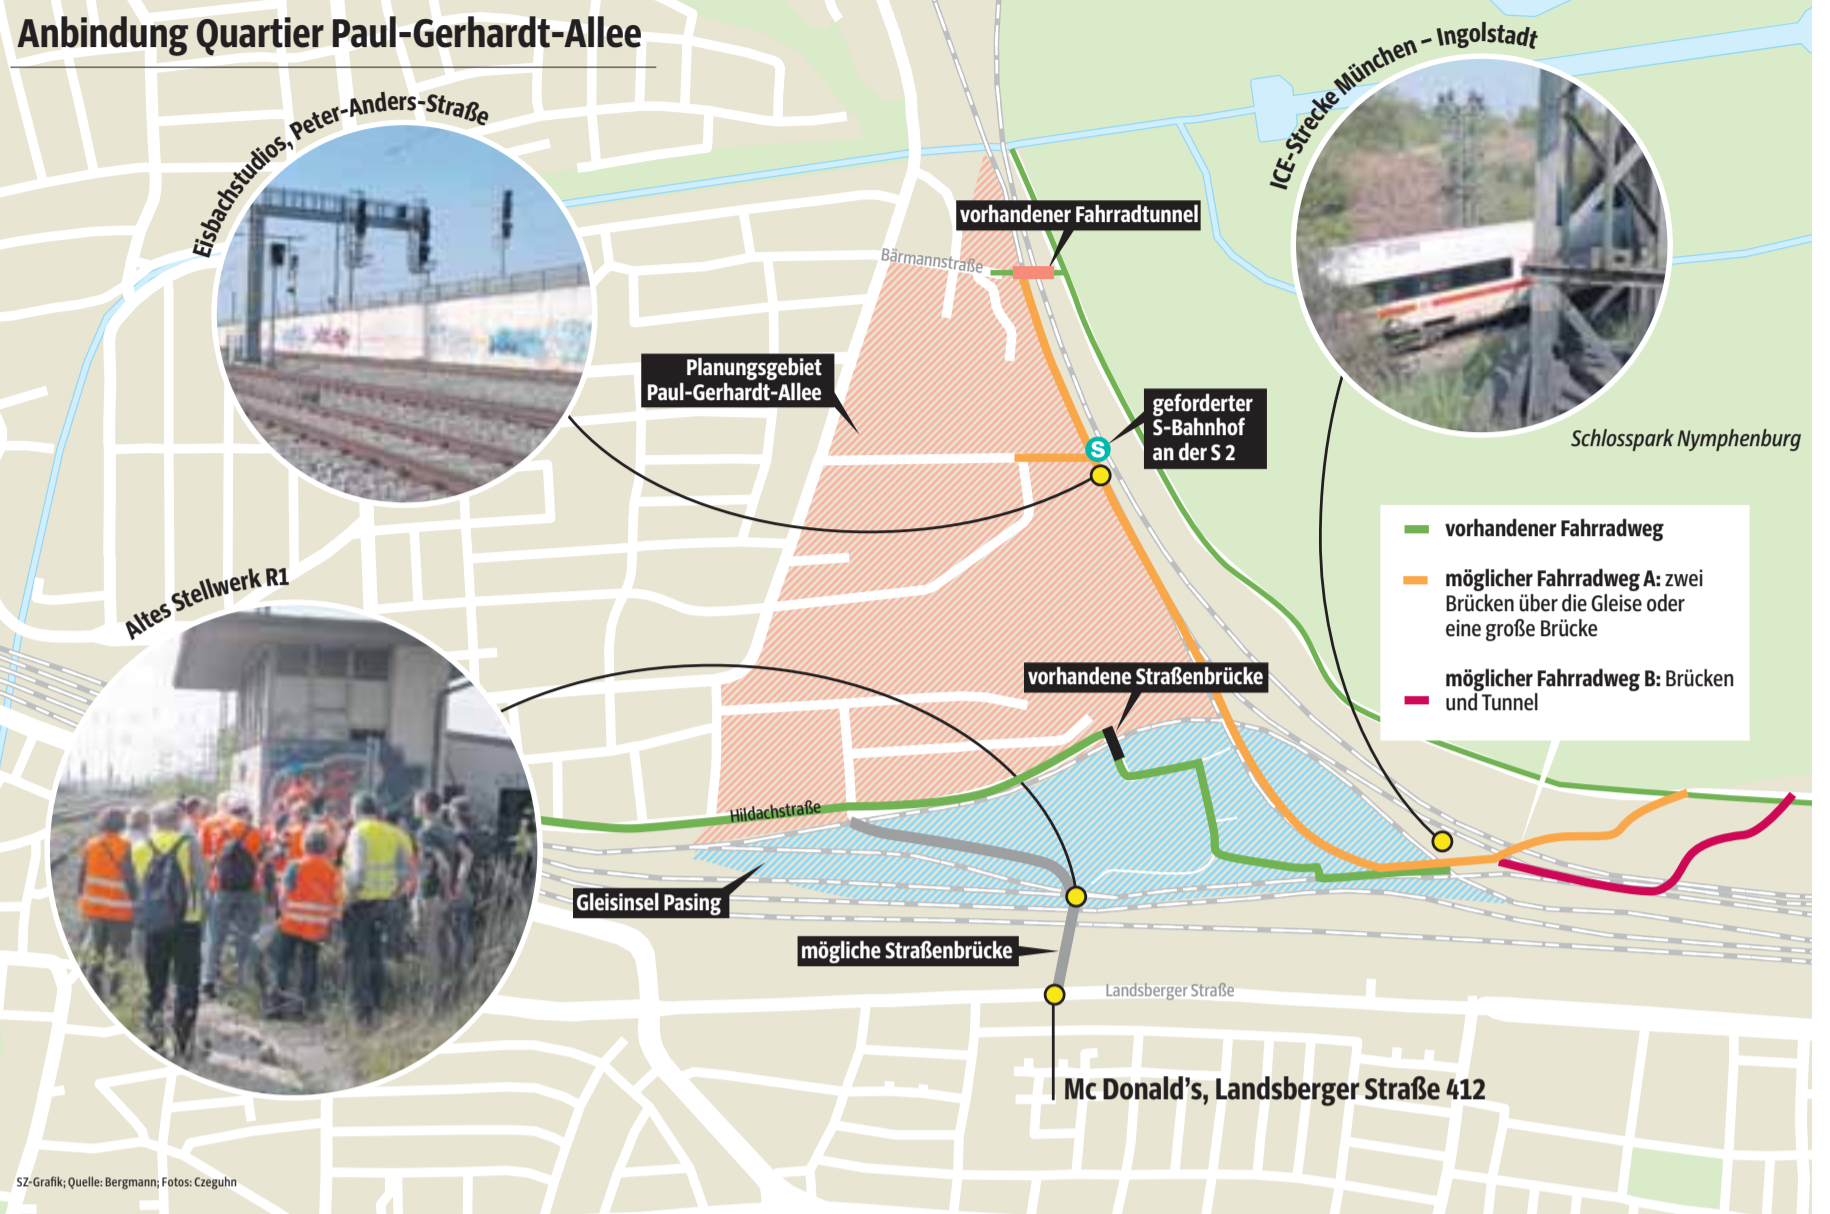 Anbindung Quartier Paul-Gerhardt-Allee
Eisbachstudios, Peter-Anders-Straße
ICE-Strecke München – Ingolstadt
vorhandener Fahrradtunnel
Bärmannstraße
Planungsgebiet
Paul-Gerhardt-Allee
geforderter
S-Bahnhof
an der S 2
S
Schlosspark Nymphenburg
vorhandener Fahrradweg
möglicher Fahrradweg A: zwei
Brücken über die Gleise oder
eine große Brücke
möglicher Fahrradweg B: Brücken
und Tunnel
Altes Stellwerk R1
vorhandene Straßenbrücke
Hildachstraße
Gleisinsel Pasing
mögliche Straßenbrücke
Landsberger Straße
Mc Donald's, Landsberger Straße 412
SZ-Grafik; Quelle: Bergmann; Fotos: Czeguhn